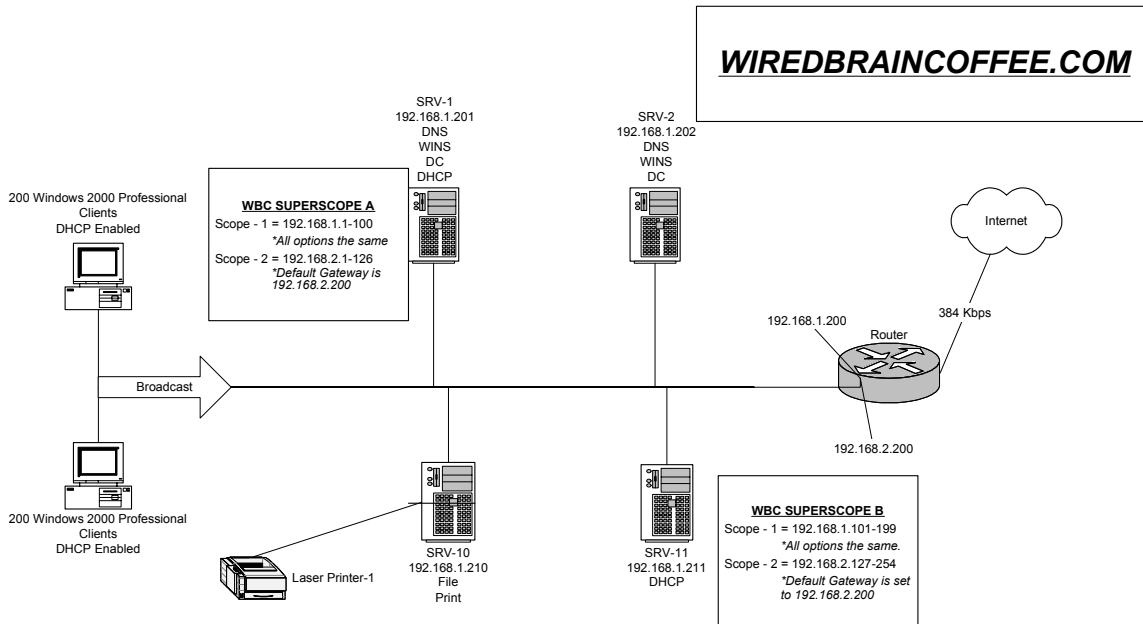 WIREDBRAINCOFFEE.COM
SRV-1
192.168.1.201
DNS
WINS
DC
DHCP
SRV-2
192.168.1.202
DNS
WINS
DC
200 Windows 2000 Professional
Clients
DHCP Enabled
WBC SUPERSCOPE A
Scope - 1 = 192.168.1.1-100
*All options the same
Scope - 2 = 192.168.2.1-126
*Default Gateway is
192.168.2.200
Internet
384 Kbps
192.168.1.200
Router
Broadcast
192.168.2.200
200 Windows 2000 Professional
Clients
DHCP Enabled
Laser Printer-1
SRV-10
192.168.1.210
File
Print
SRV-11
192.168.1.211
DHCP
WBC SUPERSCOPE B
Scope - 1 = 192.168.1.101-199
*All options the same.
Scope - 2 = 192.168.2.127-254
*Default Gateway is set
to 192.168.2.200